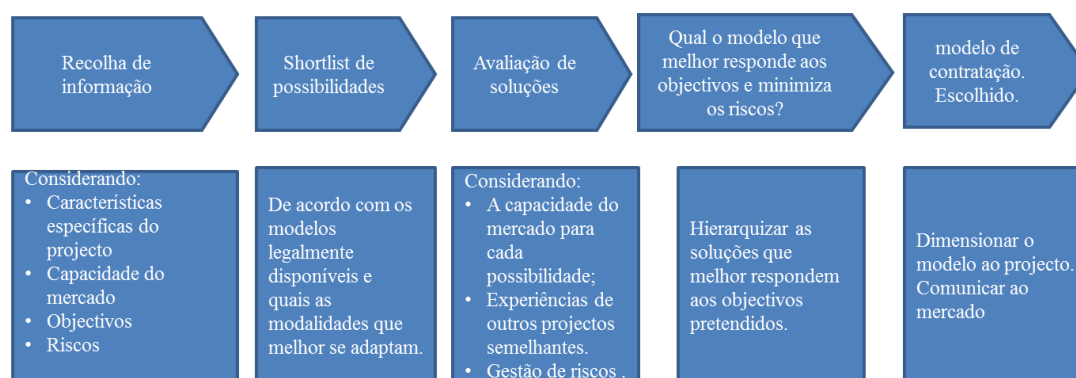 Recolha de
informação
Shortlist de
possibilidades
Avaliação de
soluções
Qual o modelo que
melhor responde aos
objectivos e minimiza
os riscos?
modelo de
contratação.
Escolhido.
Considerando:
• Características
específicas do
projecto
• Capacidade do
mercado
• Objectivos
• Riscos
De acordo com os
modelos
legalmente
disponíveis e
quais as
modalidades que
melhor se adaptam.
Considerando:
• A capacidade do
mercado para
cada
possibilidade;
• Experiências de
outros projectos
semelhantes.
• Gestão de riscos .
Hierarquizar as
soluções que
melhor respondem
aos objectivos
pretendidos.
Dimensionar o
modelo ao projecto.
Comunicar ao
mercado